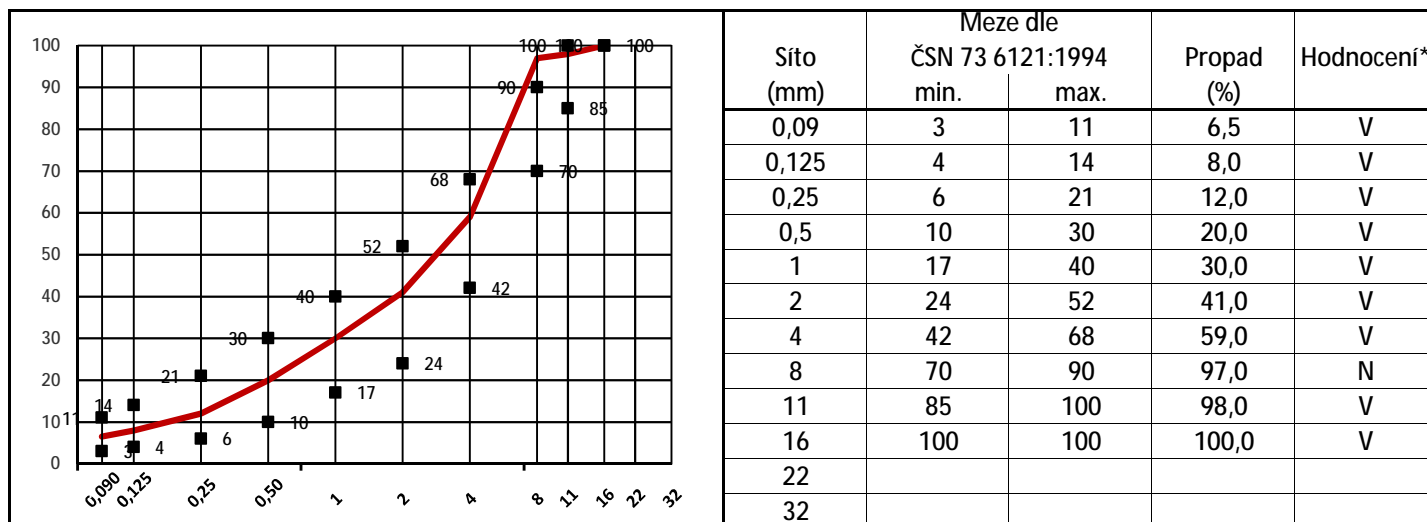 100
90
80
70
60
50
40
30
20
10
0
11 14 21 30 40 52 68 90 100 100 100
3 4 6 10 17 24 42 70 85
0,090 0,125 0,25 0,50 1 2 4 8 11 16 22 32
Meze dle
Síto ČSN 73 6121:1994 Propad Hodnocení*
(mm) min. max. (%)
0,09 3 11 6,5 V
0,125 4 14 8,0 V
0,25 6 21 12,0 V
0,5 10 30 20,0 V
1 17 40 30,0 V
2 24 52 41,0 V
4 42 68 59,0 V
8 70 90 97,0 N
11 85 100 98,0 V
16 100 100 100,0 V
22
32